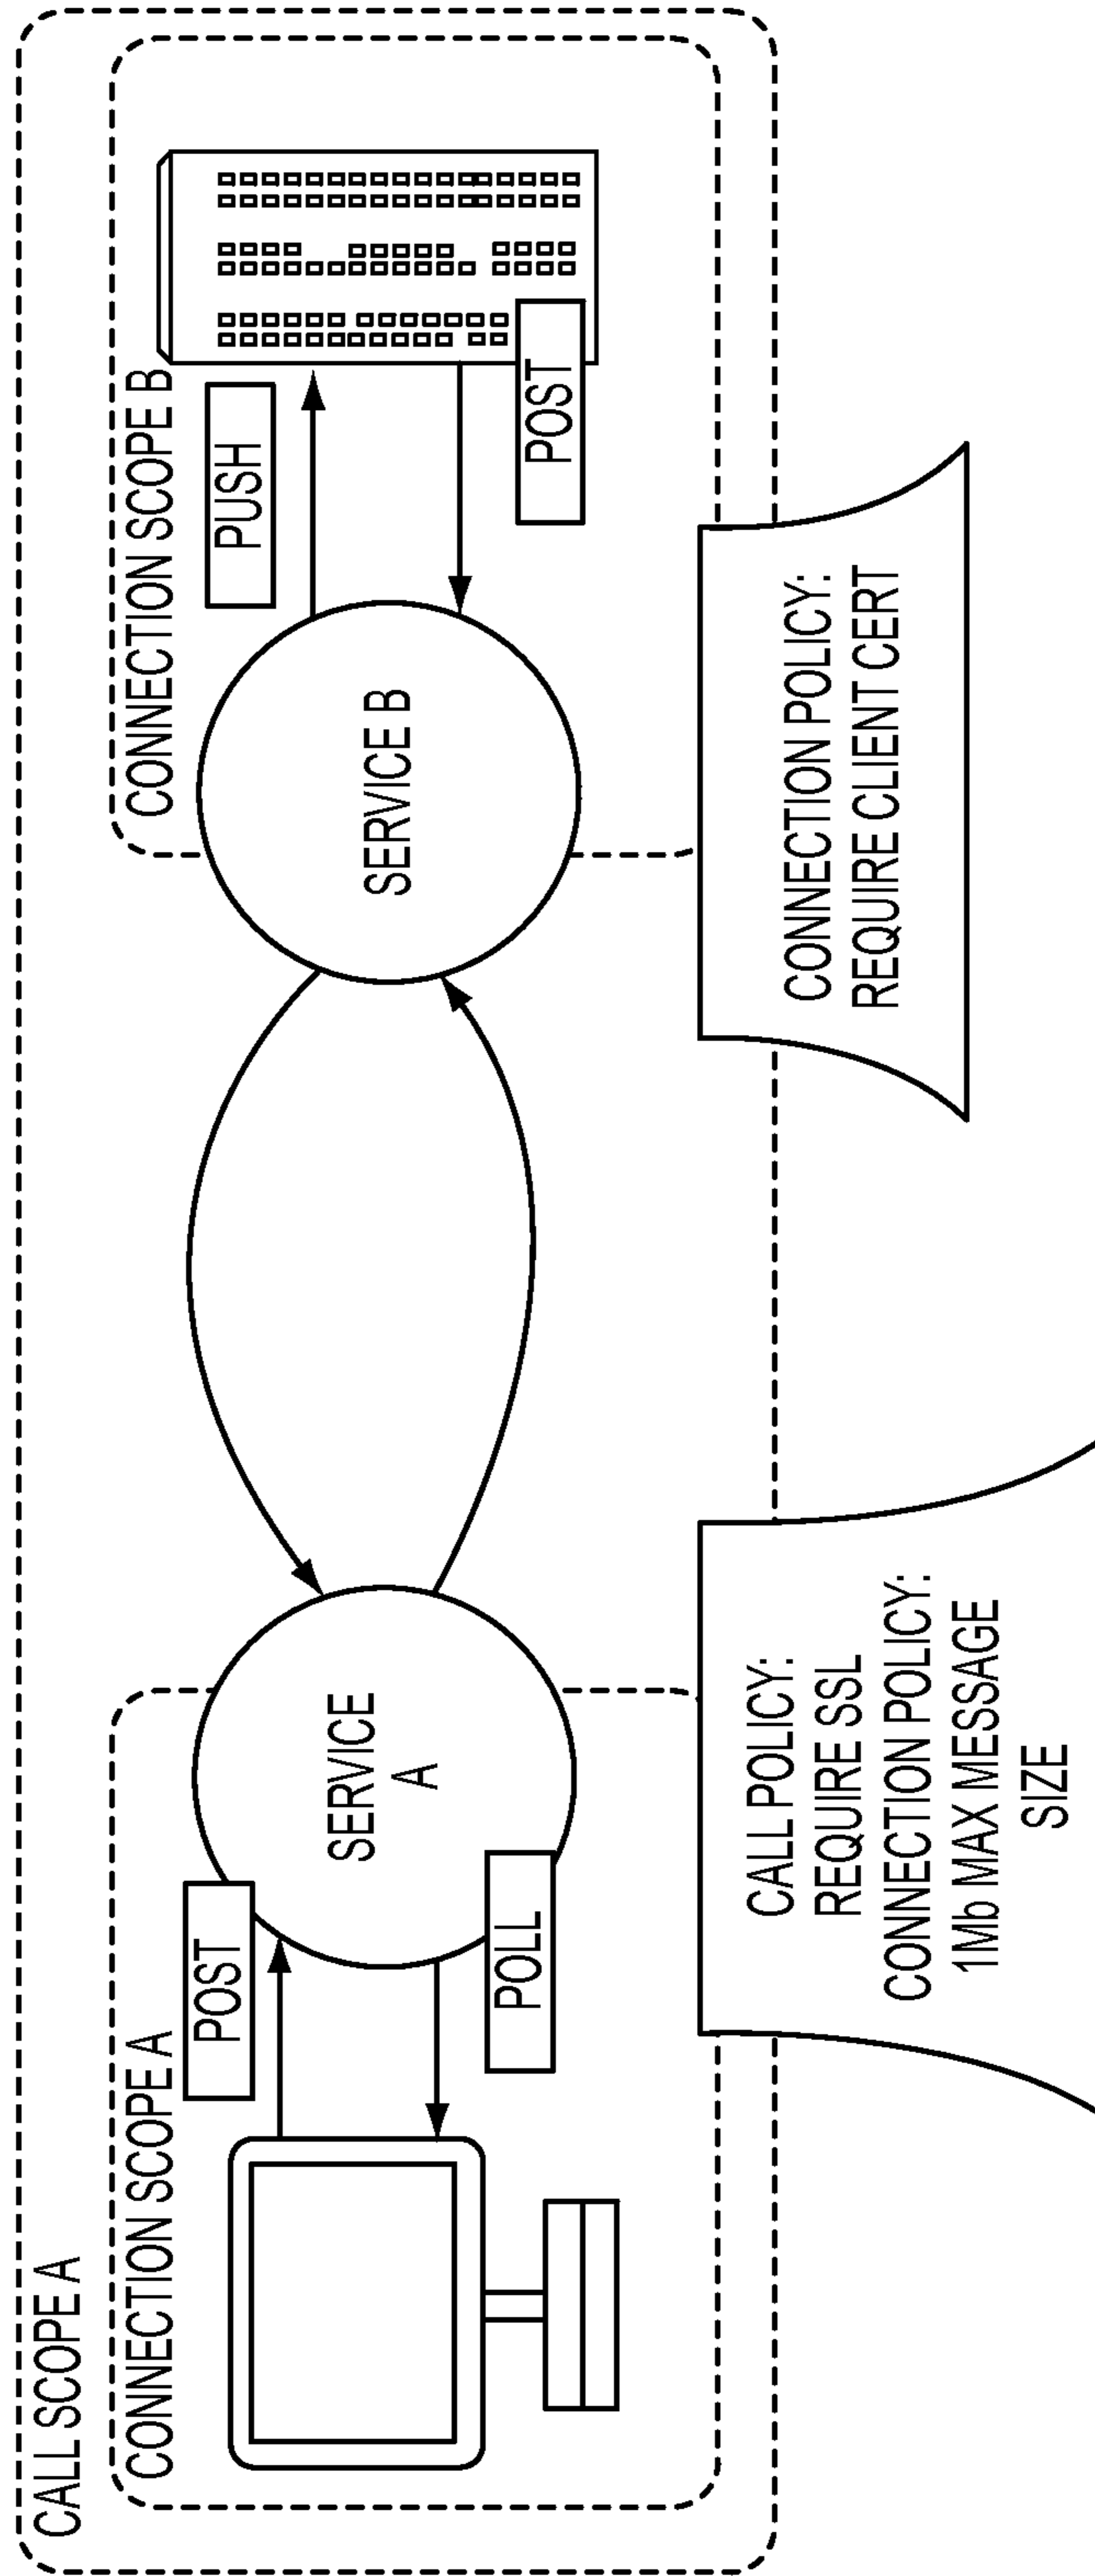 CALL SCOPE A
CONNECTION SCOPE A
POST
SERVICE
A
POLL
CONNECTION SCOPE B
SERVICE B
PUSH
POST
CALL POLICY:
REQUIRE SSL
CONNECTION POLICY:
1Mb MAX MESSAGE
SIZE
CONNECTION POLICY:
REQUIRE CLIENT CERT